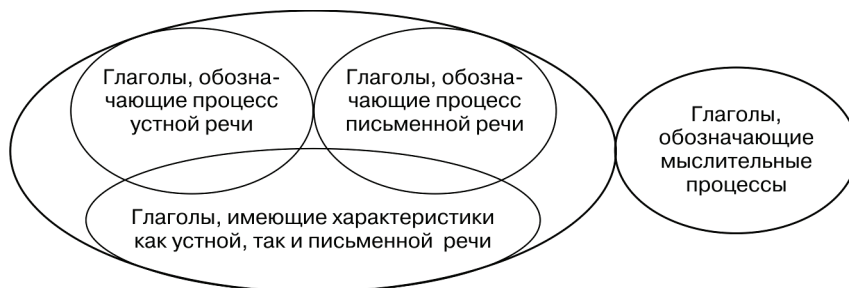 Глаголы, обозна-
чающие процесс
устной речи
Глаголы, обозна-
чающие процесс
письменной речи
Глаголы,
обозначающие
мыслительные
процессы
Глаголы, имеющие характеристики
как устной, так и письменной речи